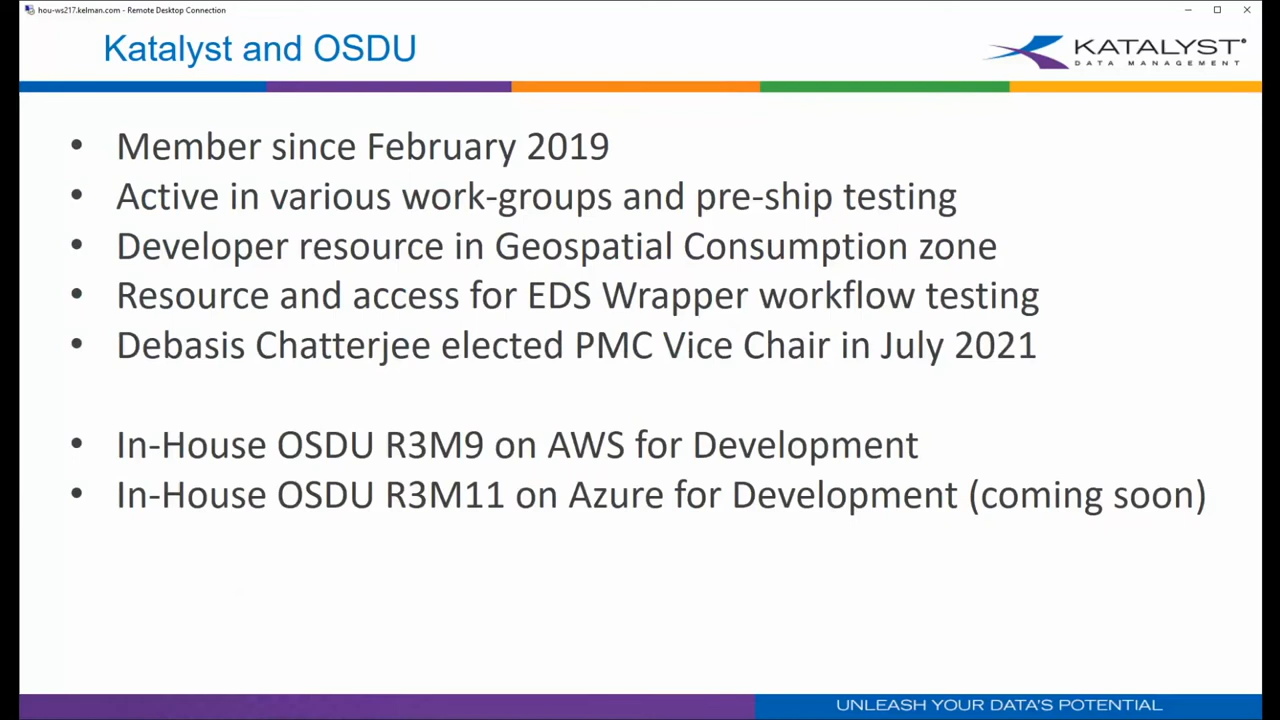 hou-ws217.kelman.com - Remote Desktop Connection
Katalyst and OSDU
KATALYST
DATA MANAGEMENT
• Member since February 2019
• Active in various work-groups and pre-ship testing
• Developer resource in Geospatial Consumption zone
• Resource and access for EDS Wrapper workflow testing
• Debasis Chatterjee elected PMC Vice Chair in July 2021
• In-House OSDU R3M9 on AWS for Development
• In-House OSDU R3M11 on Azure for Development (coming soon)
UNLEASH YOUR DATA'S POTENTIAL